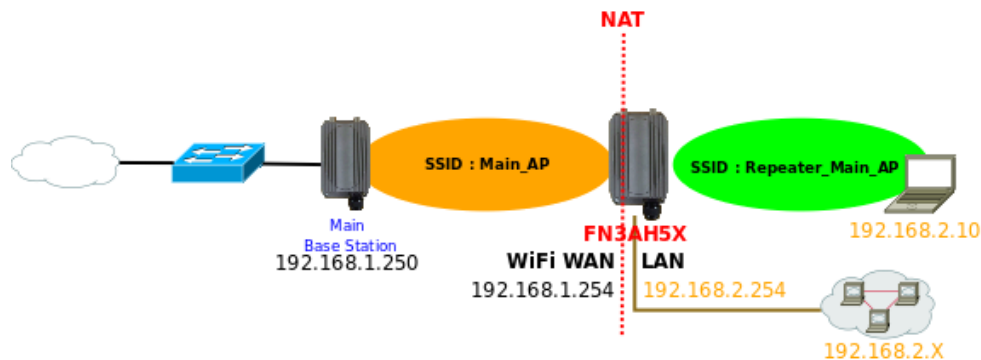 NAT
SSID : Main_AP
SSID : Repeater_Main_AP
Main
Base Station
192.168.1.250
FN3AH5X
WiFi WAN
LAN
192.168.1.254
192.168.2.254
192.168.2.10
192.168.2.X